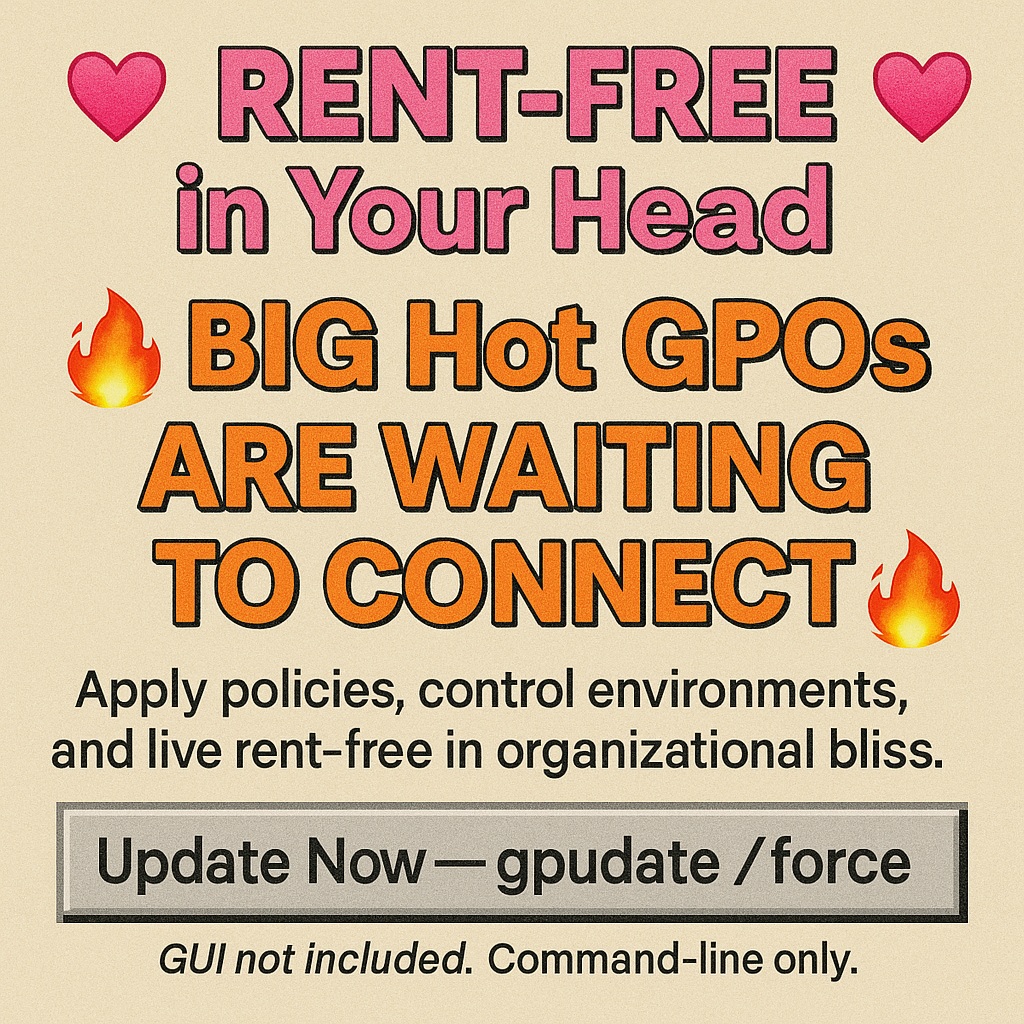 RENT-FREE
in Your Head
BIG Hot GPOs
ARE WAITING
TO CONNECT
Apply policies, control environments,
and live rent-free in organizational bliss.
Update Now — gpudate /force
GUI not included. Command-line only.